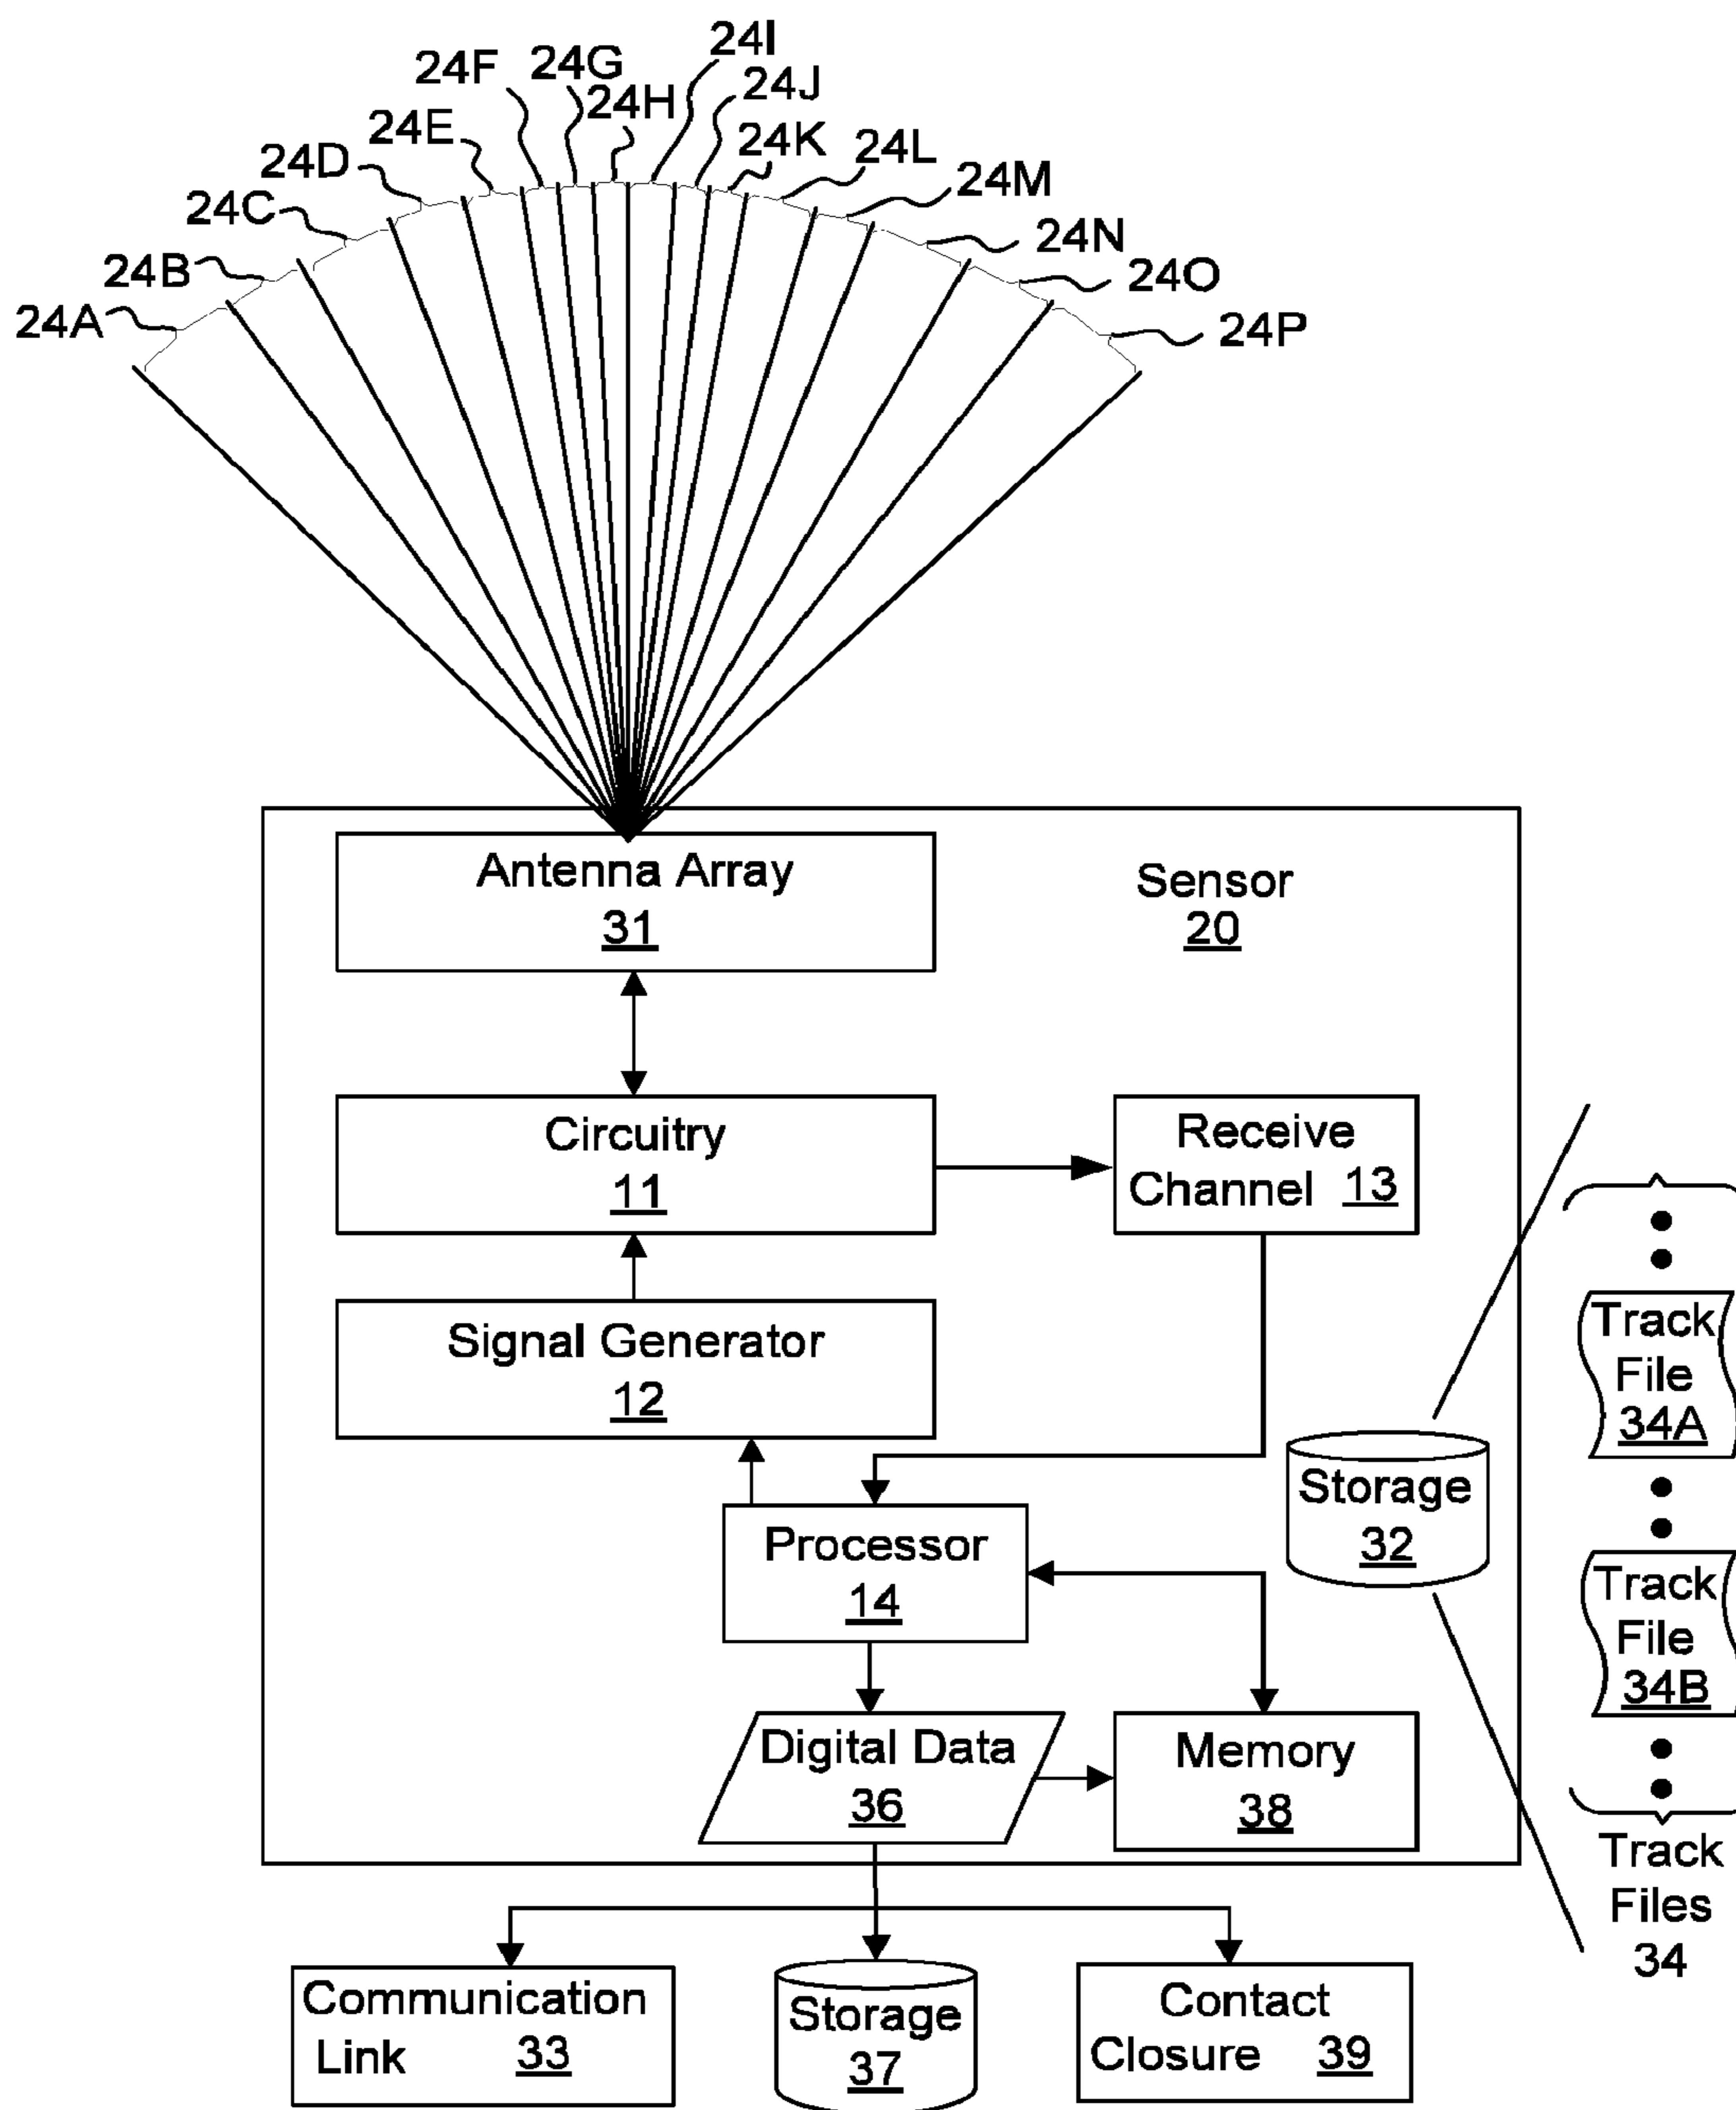 24I
24G
24F
24J
24H
24E
24K
24D
24L
24M
24C
24N
24B
24O
24A
24P
Antenna Array
31
Sensor
20
Circuitry
11
Receive
Channel 13
Signal Generator
12
Track
File
34A
Storage
32
Processor
14
Track
File
34B
Digital Data
36
Memory
38
Track
Files
34
Communication
Link 33
Storage
37
Contact
Closure 39